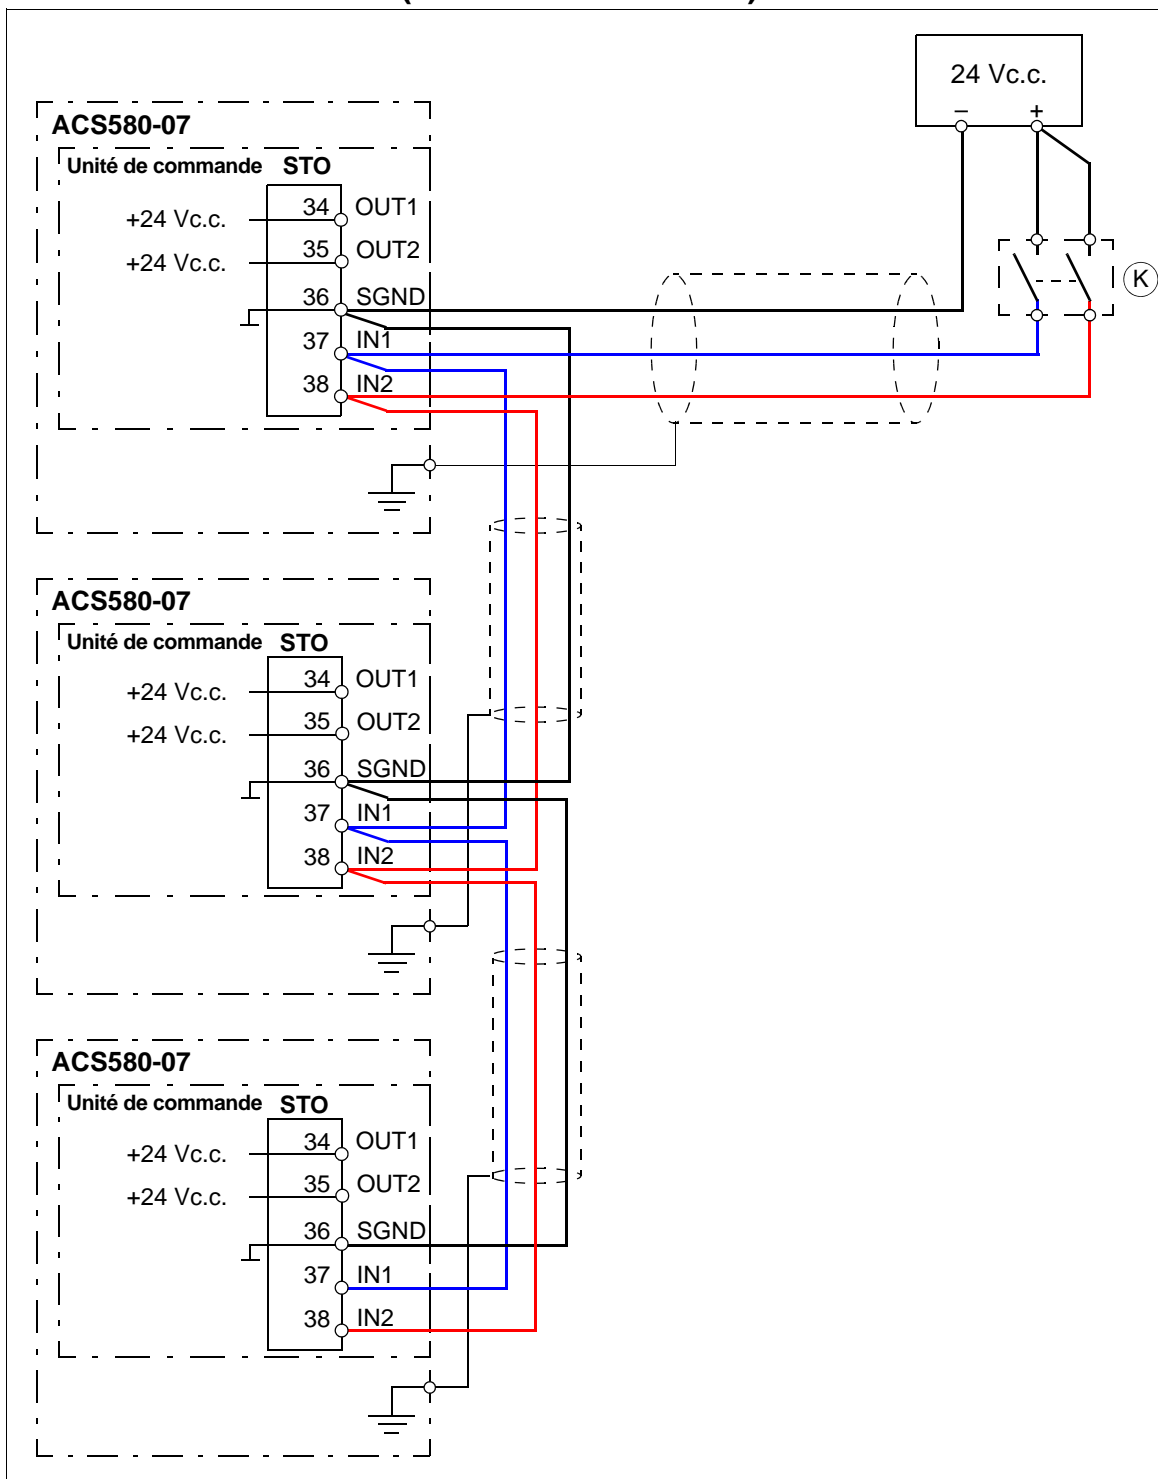 24 Vc.c.
– +
K
ACS580-07
Unité de commande STO
+24 Vc.c. 34 OUT1
+24 Vc.c. 35 OUT2
36 SGND
37 IN1
38 IN2
ACS580-07
Unité de commande STO
+24 Vc.c. 34 OUT1
+24 Vc.c. 35 OUT2
36 SGND
37 IN1
38 IN2
ACS580-07
Unité de commande STO
+24 Vc.c. 34 OUT1
+24 Vc.c. 35 OUT2
36 SGND
37 IN1
38 IN2